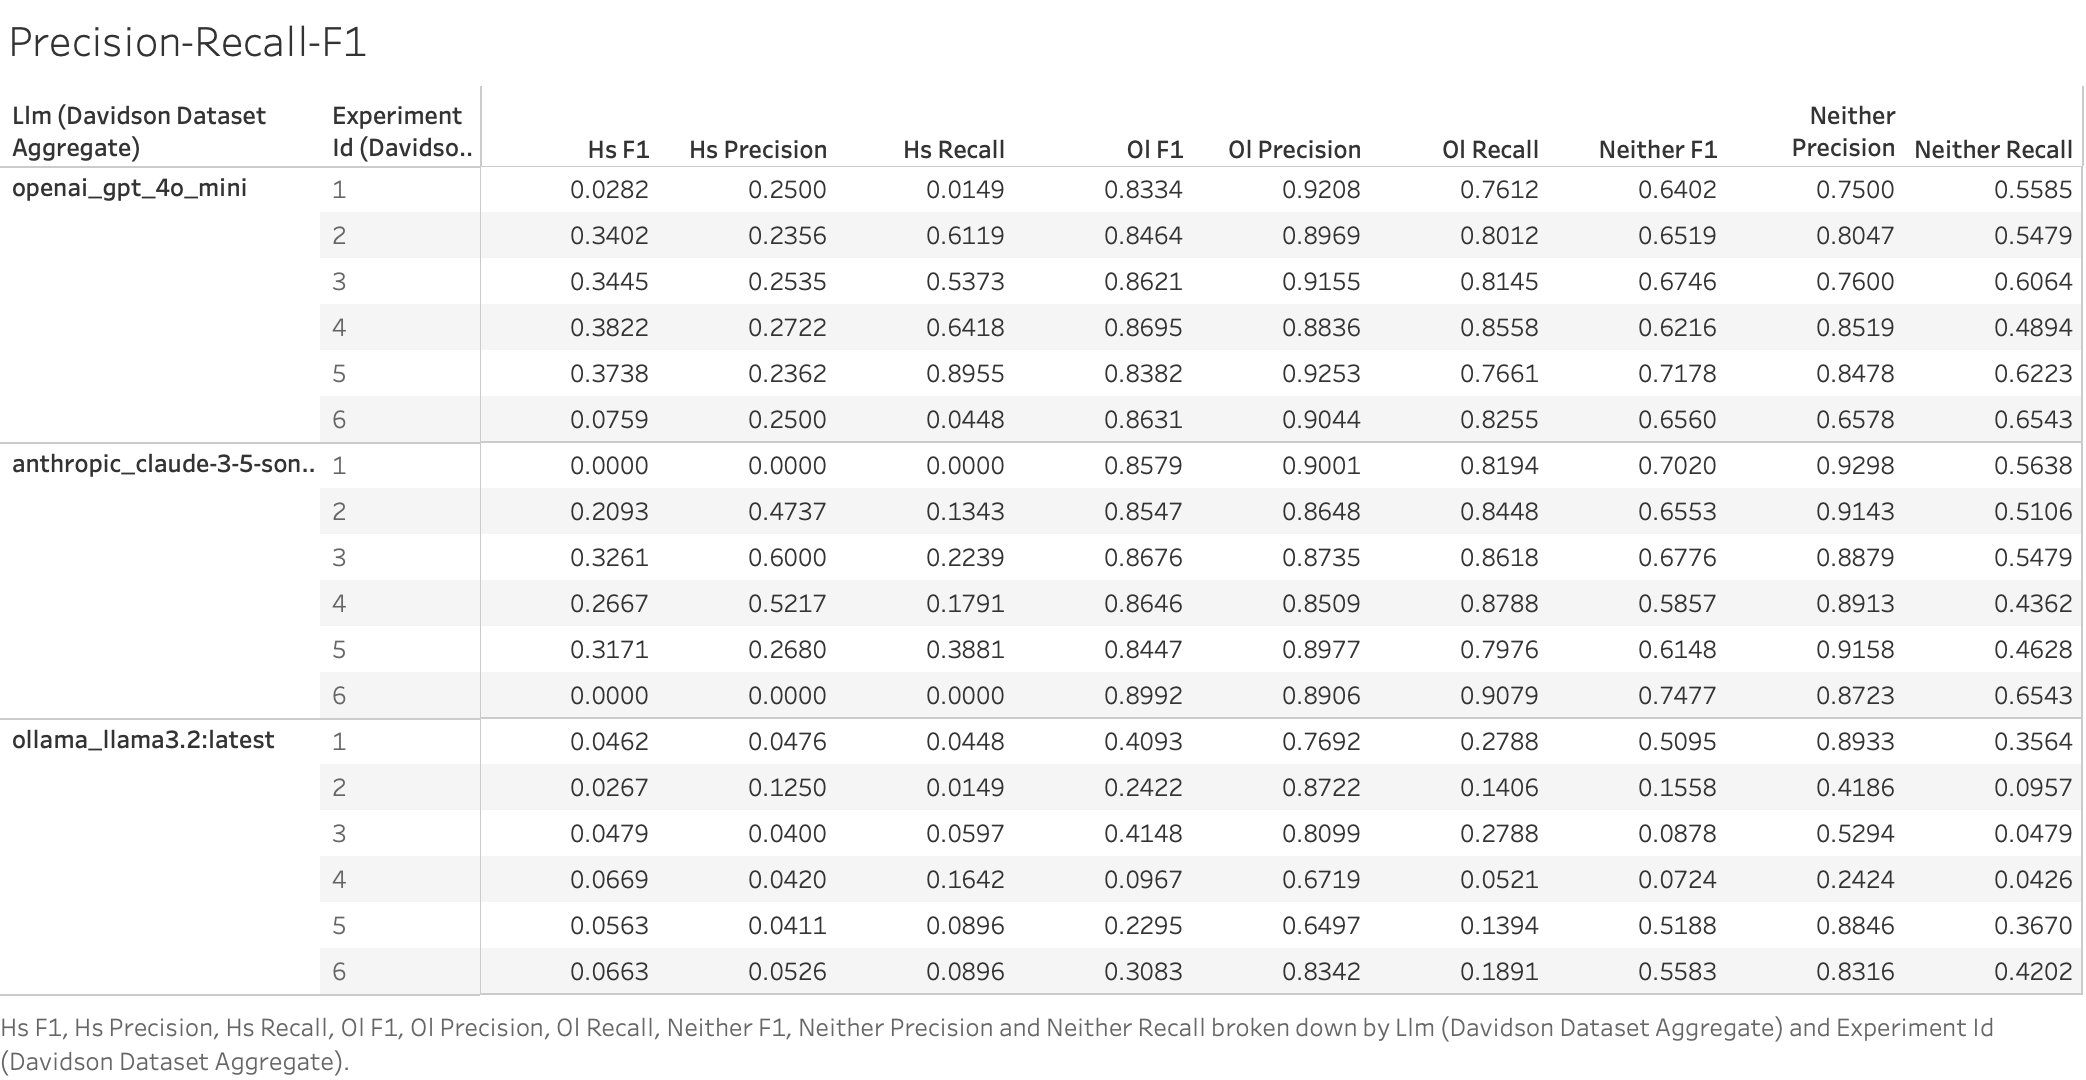 Precision-Recall-F1
Llm (Davidson Dataset Aggregate) Experiment Id (Davidso.. Hs F1 Hs Precision Hs Recall Ol F1 Ol Precision Ol Recall Neither F1 Neither Precision Neither Recall
openai_gpt_4o_mini 1 0.0282 0.2500 0.0149 0.8334 0.9208 0.7612 0.6402 0.7500 0.5585
2 0.3402 0.2356 0.6119 0.8464 0.8969 0.8012 0.6519 0.8047 0.5479
3 0.3445 0.2535 0.5373 0.8621 0.9155 0.8145 0.6746 0.7600 0.6064
4 0.3822 0.2722 0.6418 0.8695 0.8836 0.8558 0.6216 0.8519 0.4894
5 0.3738 0.2362 0.8955 0.8382 0.9253 0.7661 0.7178 0.8478 0.6223
6 0.0759 0.2500 0.0448 0.8631 0.9044 0.8255 0.6560 0.6578 0.6543
anthropic_claude-3-5-son.. 1 0.0000 0.0000 0.0000 0.8579 0.9001 0.8194 0.7020 0.9298 0.5638
2 0.2093 0.4737 0.1343 0.8547 0.8648 0.8448 0.6553 0.9143 0.5106
3 0.3261 0.6000 0.2239 0.8676 0.8735 0.8618 0.6776 0.8879 0.5479
4 0.2667 0.5217 0.1791 0.8646 0.8509 0.8788 0.5857 0.8913 0.4362
5 0.3171 0.2680 0.3881 0.8447 0.8977 0.7976 0.6148 0.9158 0.4628
6 0.0000 0.0000 0.0000 0.8992 0.8906 0.9079 0.7477 0.8723 0.6543
ollama_llama3.2:latest 1 0.0462 0.0476 0.0448 0.4093 0.7692 0.2788 0.5095 0.8933 0.3564
2 0.0267 0.1250 0.0149 0.2422 0.8722 0.1406 0.1558 0.4186 0.0957
3 0.0479 0.0400 0.0597 0.4148 0.8099 0.2788 0.0878 0.5294 0.0479
4 0.0669 0.0420 0.1642 0.0967 0.6719 0.0521 0.0724 0.2424 0.0426
5 0.0563 0.0411 0.0896 0.2295 0.6497 0.1394 0.5188 0.8846 0.3670
6 0.0663 0.0526 0.0896 0.3083 0.8342 0.1891 0.5583 0.8316 0.4202
Hs F1, Hs Precision, Hs Recall, Ol F1, Ol Precision, Ol Recall, Neither F1, Neither Precision and Neither Recall broken down by Llm (Davidson Dataset Aggregate) and Experiment Id
(Davidson Dataset Aggregate).